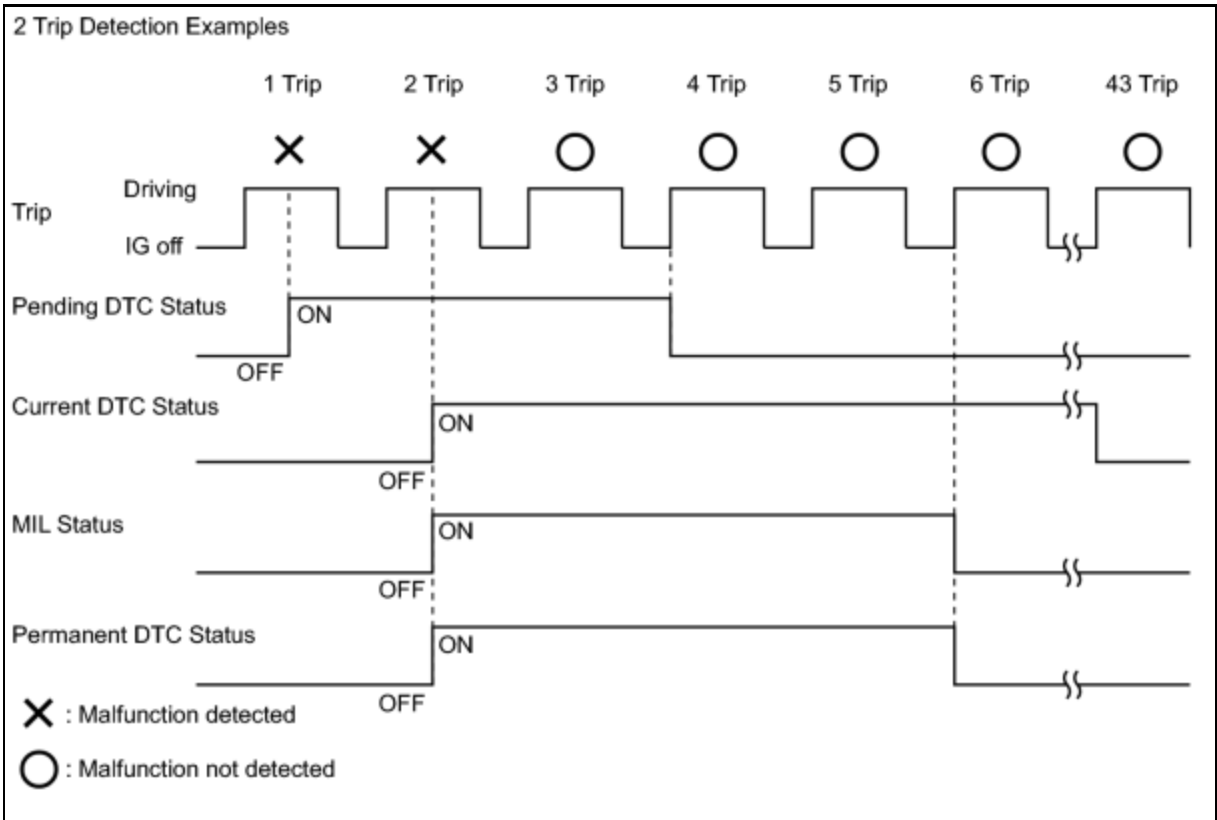 2 Trip Detection Examples
1 Trip 2 Trip 3 Trip 4 Trip 5 Trip 6 Trip 43 Trip
Driving
Trip
IG off
Pending DTC Status
ON
OFF
Current DTC Status
ON
OFF
MIL Status
ON
OFF
Permanent DTC Status
ON
OFF
: Malfunction detected
: Malfunction not detected